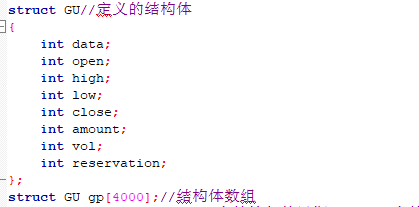 struct GU//定义的结构体
{
    int data;
    int open;
    int high;
    int low;
    int close;
    int amount;
    int vol;
    int reservation;
};
struct GU gp[4000];//结构体数组